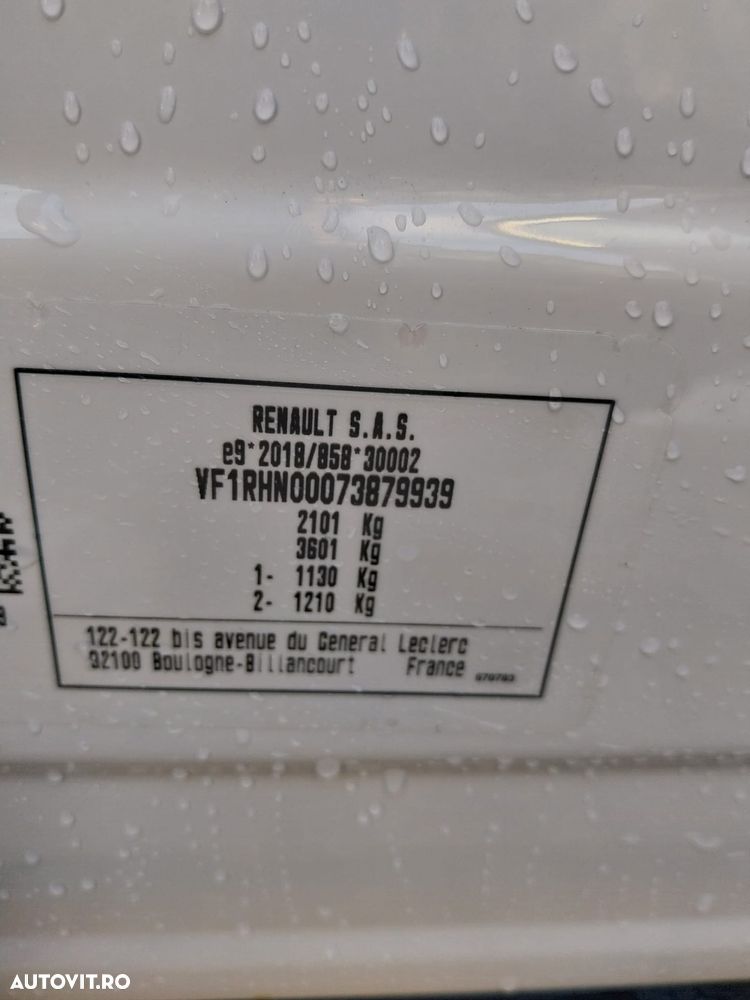 RENAULT S.A.S.
e9*2018/858*30002
VF1RHN00073879939
2101 Kg
3601 Kg
1- 1130 Kg
2- 1210 Kg
122-122 bis avenue du General Leclerc
92100 Boulogne-Billancourt France
AUTOVIT.RO